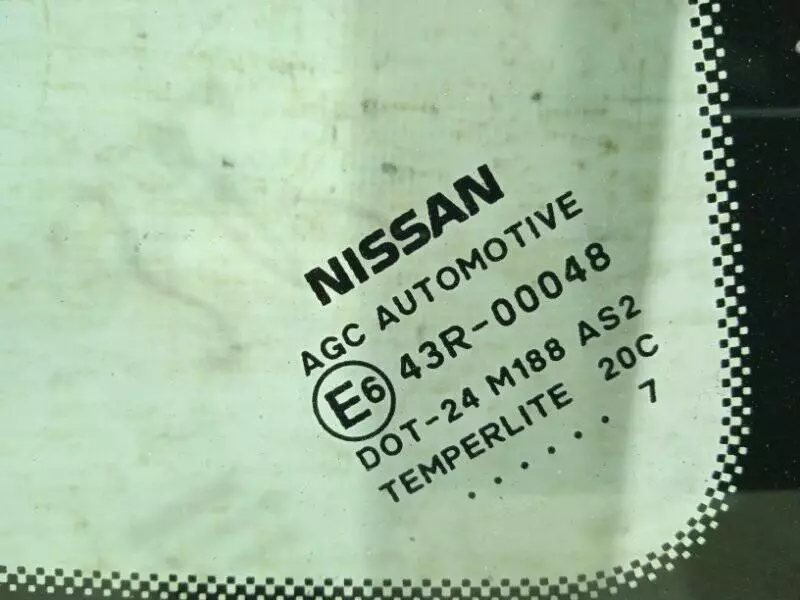 NISSAN
AGC AUTOMOTIVE
E6 43R-00048
DOT-24 M188 AS2
TEMPERLITE 20C
. . . . . . 7